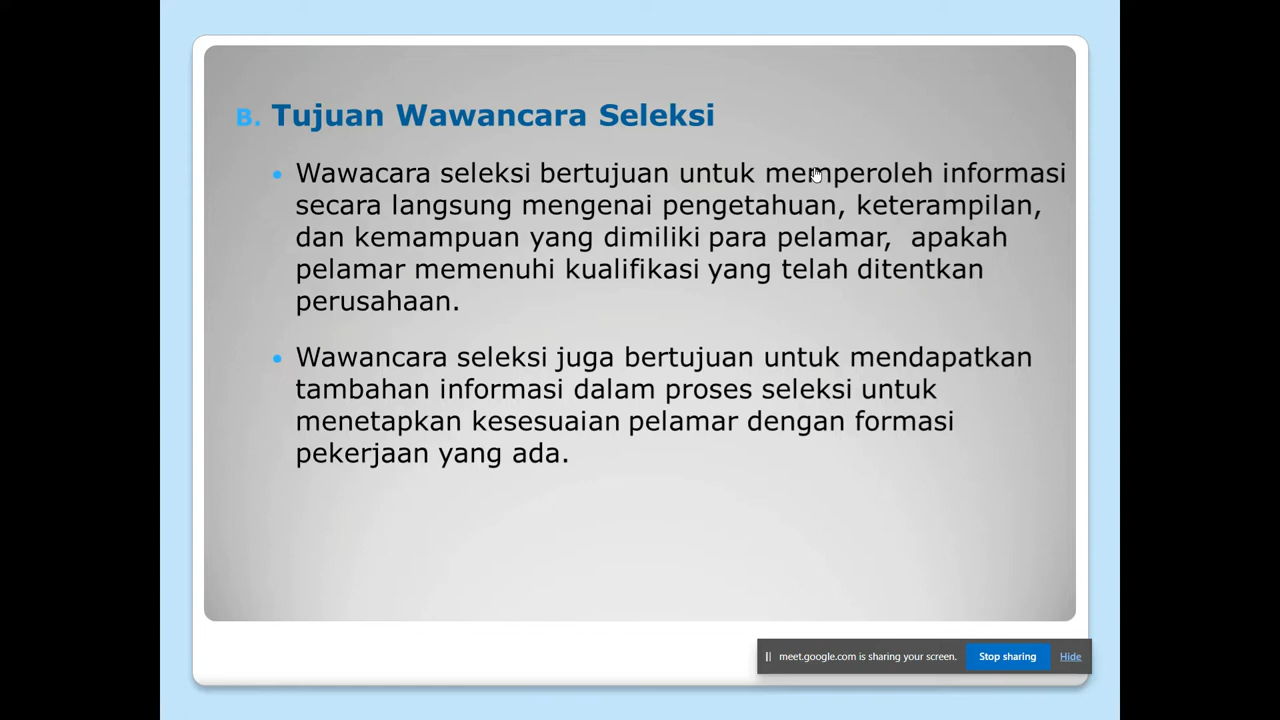 B. Tujuan Wawancara Seleksi
• Wawacara seleksi bertujuan untuk memperoleh informasi
secara langsung mengenai pengetahuan, keterampilan,
dan kemampuan yang dimiliki para pelamar, apakah
pelamar memenuhi kualifikasi yang telah ditentkan
perusahaan.
• Wawancara seleksi juga bertujuan untuk mendapatkan
tambahan informasi dalam proses seleksi untuk
menetapkan kesesuaian pelamar dengan formasi
pekerjaan yang ada.
meet.google.com is sharing your screen. Stop sharing Hide